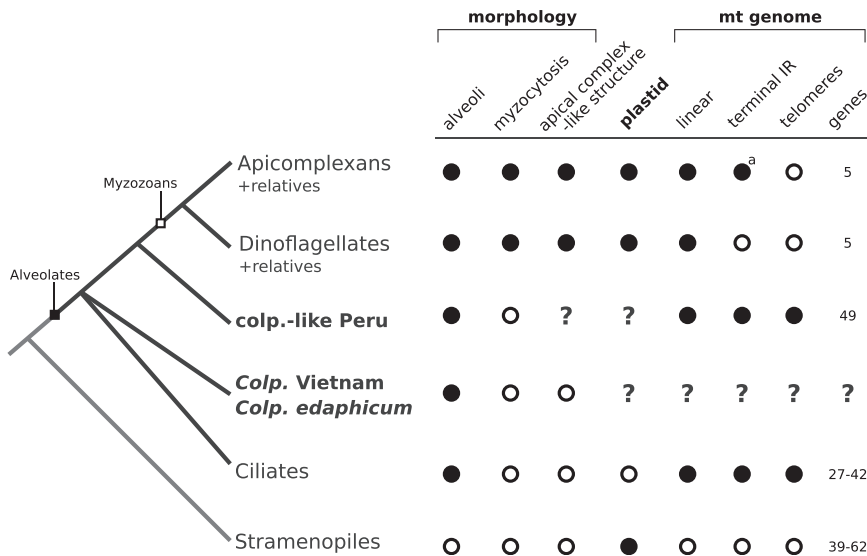 morphology
mt genome
alveoli
myzocytosis
apical complex
-like structure
plastid
linear
terminal IR
telomeres
genes
Apicomplexans
+relatives
a
5
Myzozoans
Dinoflagellates
+relatives
5
Alveolates
colp.-like Peru
? ?
49
Colp. Vietnam
Colp. edaphicum
? ? ? ? ?
Ciliates
27-42
Stramenopiles
39-62